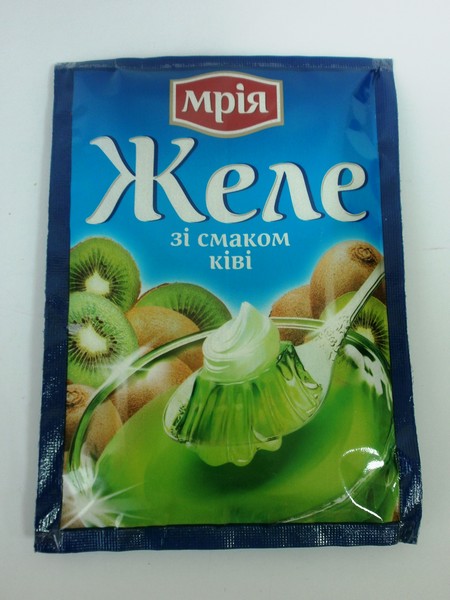 мрія
Желе
зі смаком
ківі